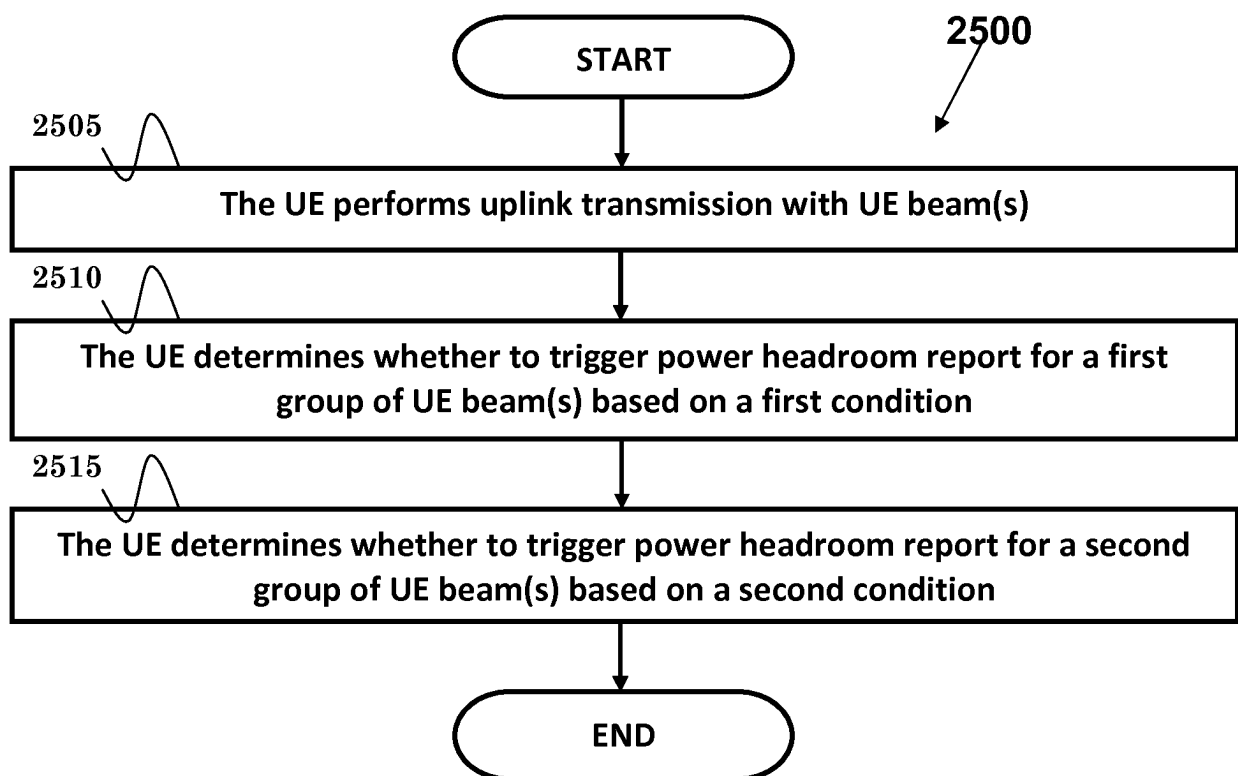 START
2500
2505
The UE performs uplink transmission with UE beam(s)
2510
The UE determines whether to trigger power headroom report for a first
group of UE beam(s) based on a first condition
2515
The UE determines whether to trigger power headroom report for a second
group of UE beam(s) based on a second condition
END